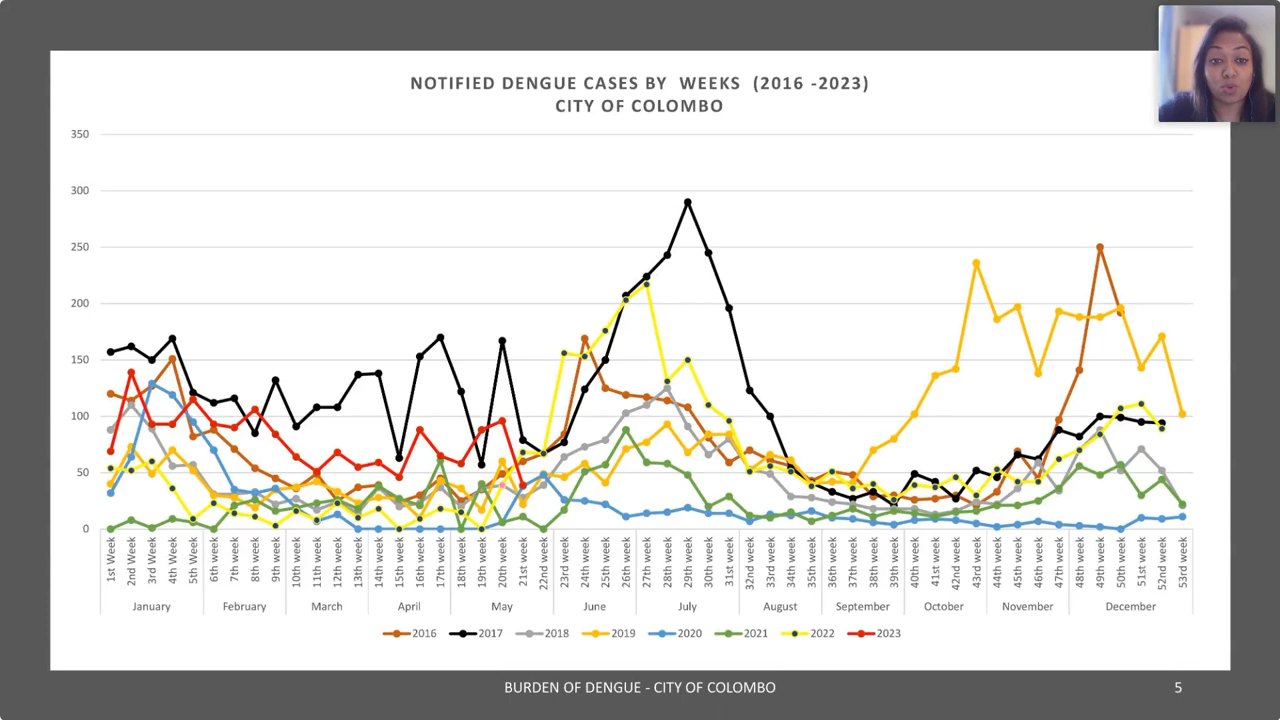 NOTIFIED DENGUE CASES BY WEEKS (2016 -2023)
CITY OF COLOMBO
350
300
250
200
150
100
50
0
1st Week
2nd Week
3rd Week
4th Week
5th Week
6th week
7th week
8th week
9th week
10th week
11th week
12th week
13th week
14th week
15th week
16th week
17th week
18th week
19th week
20th week
21st week
22nd week
23rd week
24th week
25th week
26th week
27th week
28th week
29th week
30th week
31st week
32nd week
33rd week
34th week
35th week
36th week
37th week
38th week
39th week
40th week
41st week
42nd week
43rd week
44th week
45th week
46th week
47th week
48th week
49th week
50th week
51st week
52nd week
53rd week
January February March April May June July August September October November December
2016 2017 2018 2019 2020 2021 2022 2023
BURDEN OF DENGUE - CITY OF COLOMBO 5